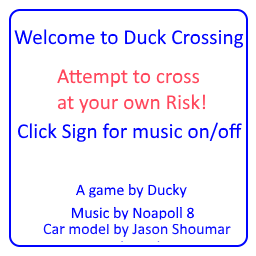 Welcome to Duck Crossing
Attempt to cross
at your own Risk!
Click Sign for music on/off
A game by Ducky
Music by Noapoll 8
Car model by Jason Shoumar